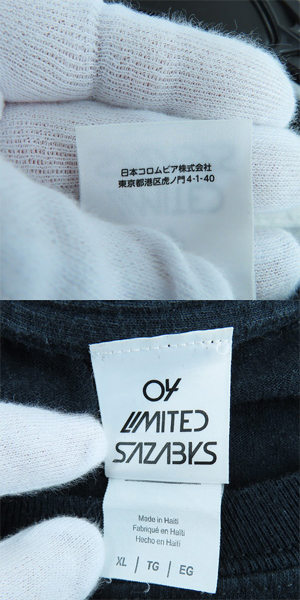 日本コロムビア株式会社
東京都港区虎ノ門4-1-40
04
LIMITED
SAZABYS
Made in Haiti
Fabriqué en Haïti
Hecho en Haití
XL | TG | EG